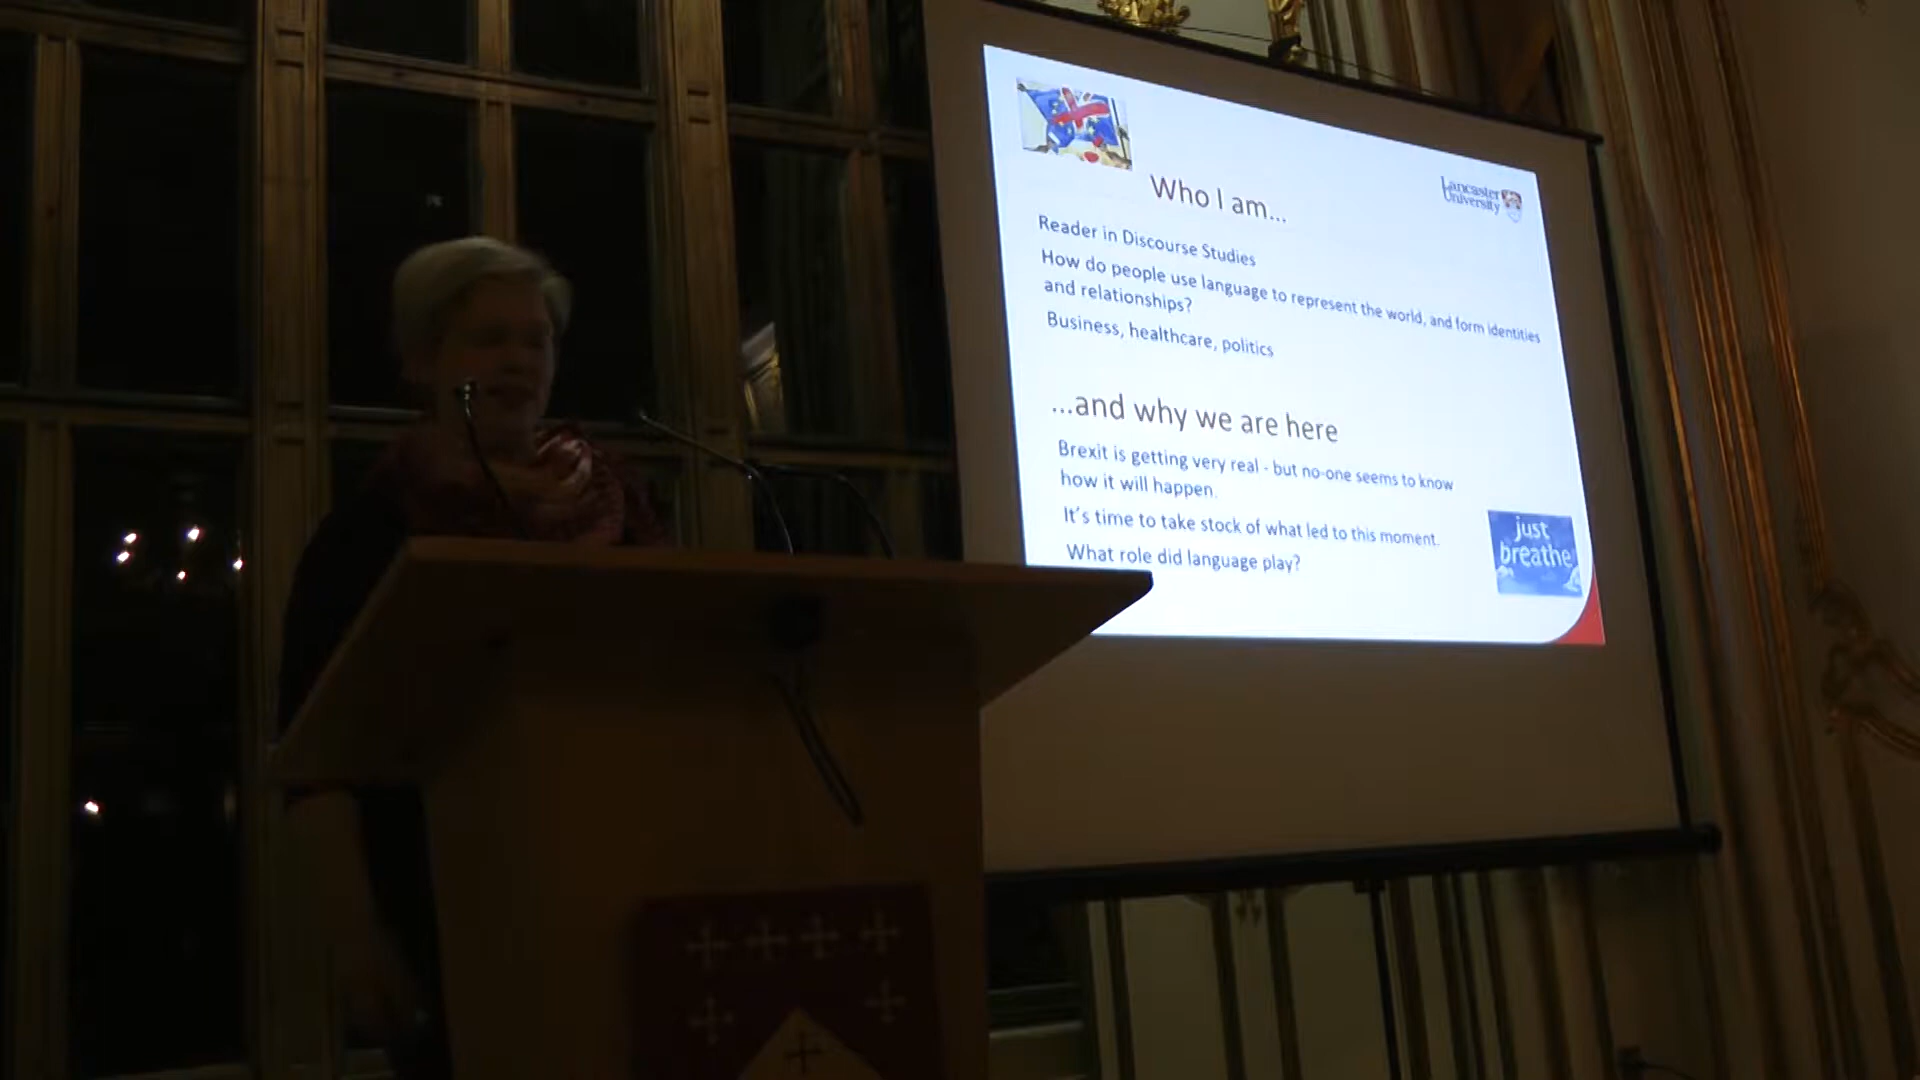 Who I am...
Lancaster
University
Reader in Discourse Studies
How do people use language to represent the world, and form identities
and relationships?
Business, healthcare, politics
...and why we are here
Brexit is getting very real - but no-one seems to know
how it will happen.
It's time to take stock of what led to this moment.
What role did language play?
just
breathe